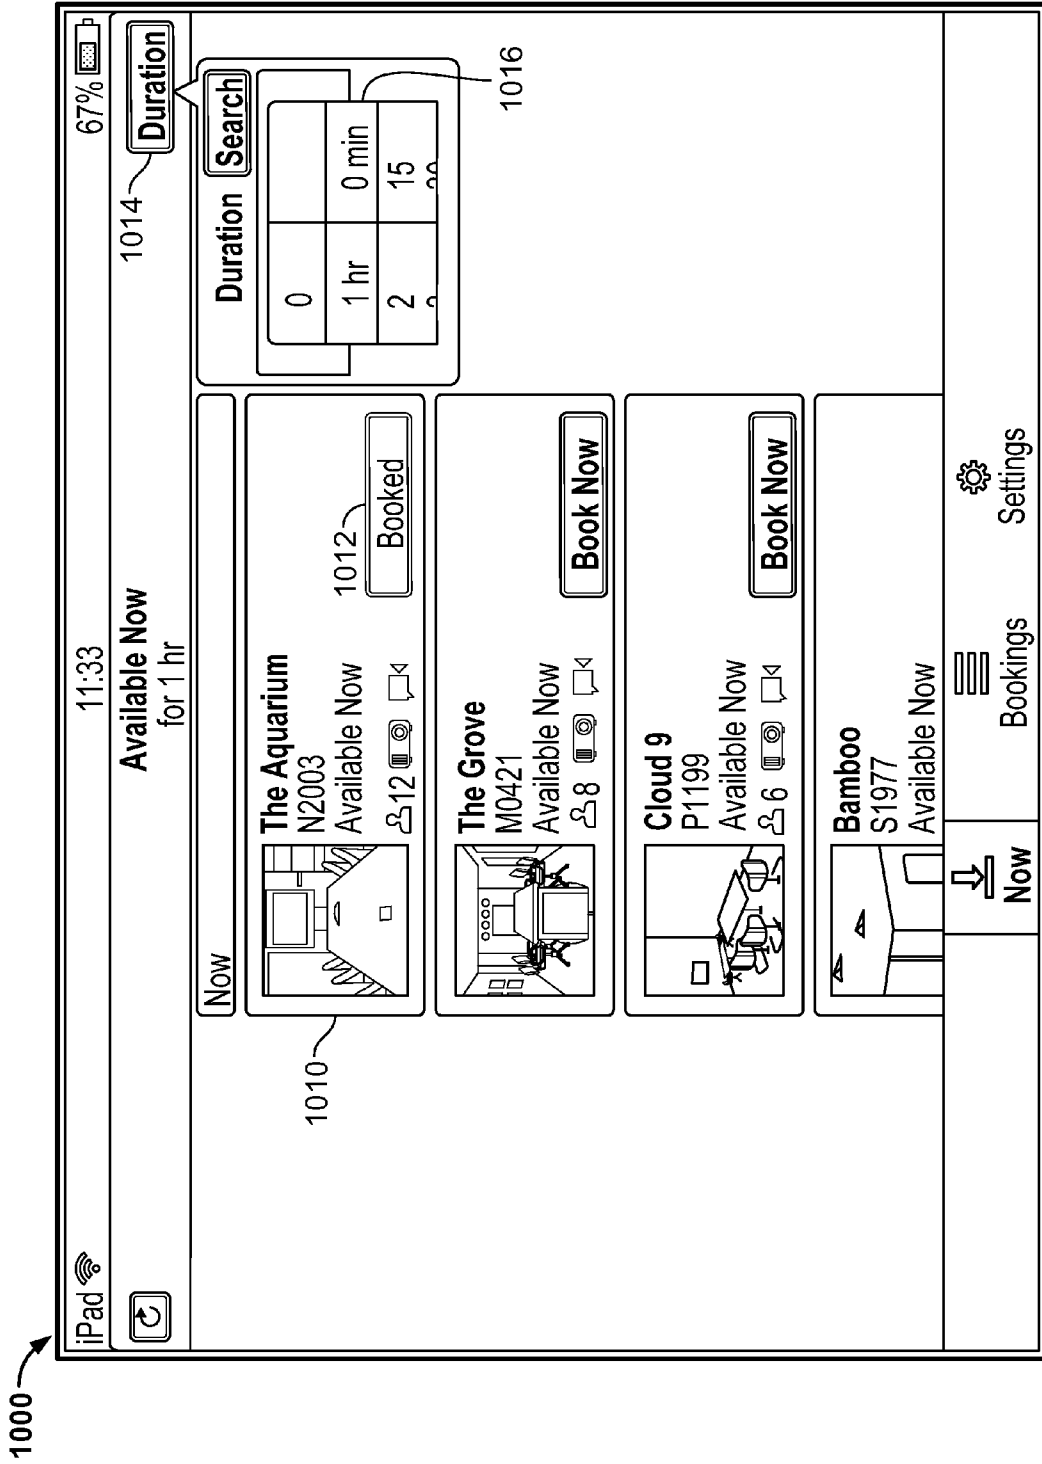 1000
iPad
11:33
67%
Available Now
for 1 hr
Duration
1014
Now
Duration
Search
0
1 hr
0 min
2
15
1016
1010
The Aquarium
N2003
Available Now
12
1012
Booked
The Grove
M0421
Available Now
8
Book Now
Cloud 9
P1199
Available Now
6
Book Now
Bamboo
S1977
Available Now
Now
Bookings
Settings